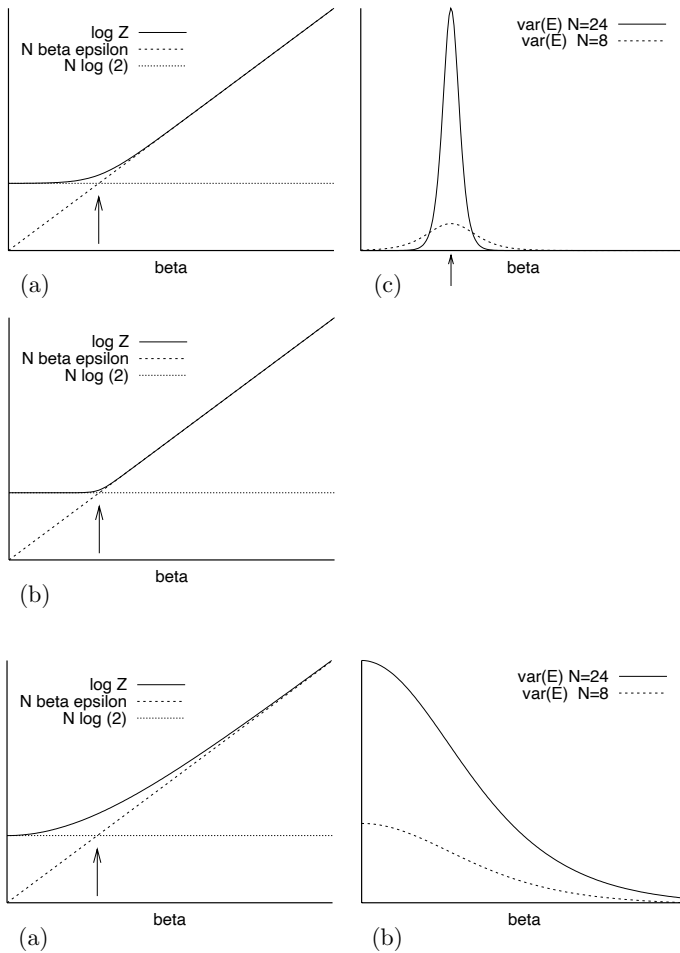 log Z
N beta epsilon
N log (2)
beta
(a)
var(E) N=24
var(E) N=8
beta
(c)
log Z
N beta epsilon
N log (2)
beta
(b)
log Z
N beta epsilon
N log (2)
beta
(a)
var(E) N=24
var(E) N=8
beta
(b)